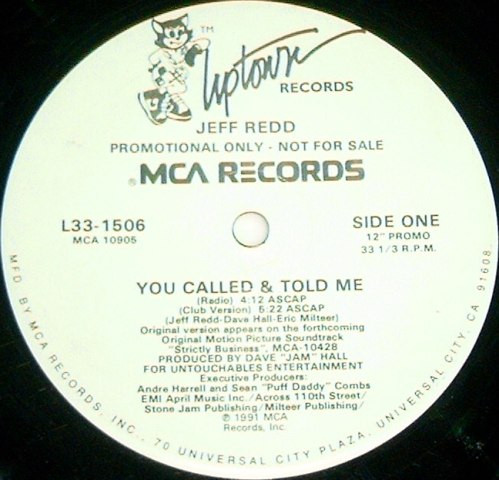 TM
Uptown
RECORDS
JEFF REDD
PROMOTIONAL ONLY - NOT FOR SALE
®MCA RECORDS
L33-1506
MCA 10905
SIDE ONE
12" PROMO
33 1/3 R.P.M.
YOU CALLED & TOLD ME
(Radio) 4:12 ASCAP
(Club Version) 5:22 ASCAP
(Jeff Redd-Dave Hall-Eric Milteer)
Original version appears on the forthcoming
Original Motion Picture Soundtrack
"Strictly Business", MCA-10428
PRODUCED BY DAVE "JAM" HALL
FOR UNTOUCHABLES ENTERTAINMENT
Executive Producers:
Andre Harrell and Sean "Puff Daddy" Combs
EMI April Music Inc./Across 110th Street/
Stone Jam Publishing/Milteer Publishing/
℗ 1991 MCA
Records, Inc.
MFD. BY MCA RECORDS, INC., 70 UNIVERSAL CITY PLAZA, UNIVERSAL CITY, CA 91608